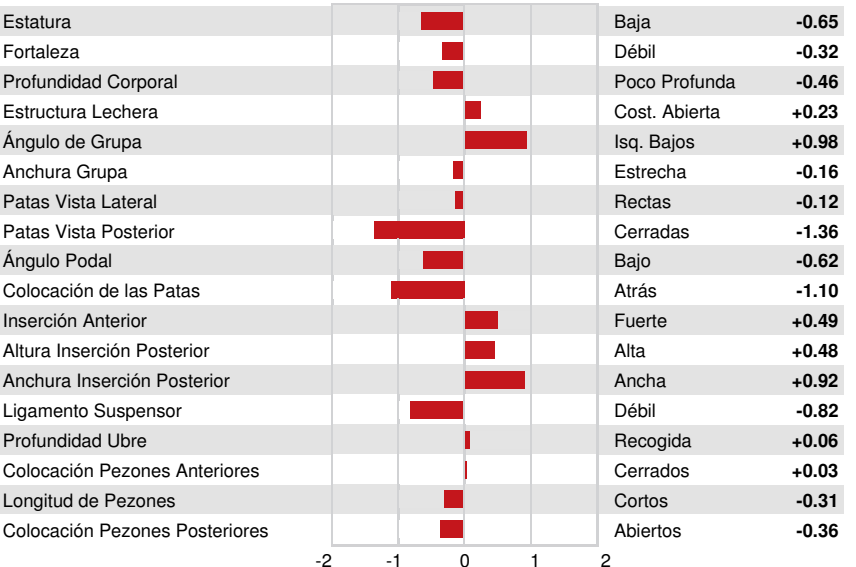 Estatura Baja -0.65
Fortaleza Débil -0.32
Profundidad Corporal Poco Profunda -0.46
Estructura Lechera Cost. Abierta +0.23
Ángulo de Grupa Isq. Bajos +0.98
Anchura Grupa Estrecha -0.16
Patas Vista Lateral Rectas -0.12
Patas Vista Posterior Cerradas -1.36
Ángulo Podal Bajo -0.62
Colocación de las Patas Atrás -1.10
Inserción Anterior Fuerte +0.49
Altura Inserción Posterior Alta +0.48
Anchura Inserción Posterior Ancha +0.92
Ligamento Suspensor Débil -0.82
Profundidad Ubre Recogida +0.06
Colocación Pezones Anteriores Cerrados +0.03
Longitud de Pezones Cortos -0.31
Colocación Pezones Posteriores Abiertos -0.36
-2 -1 0 1 2